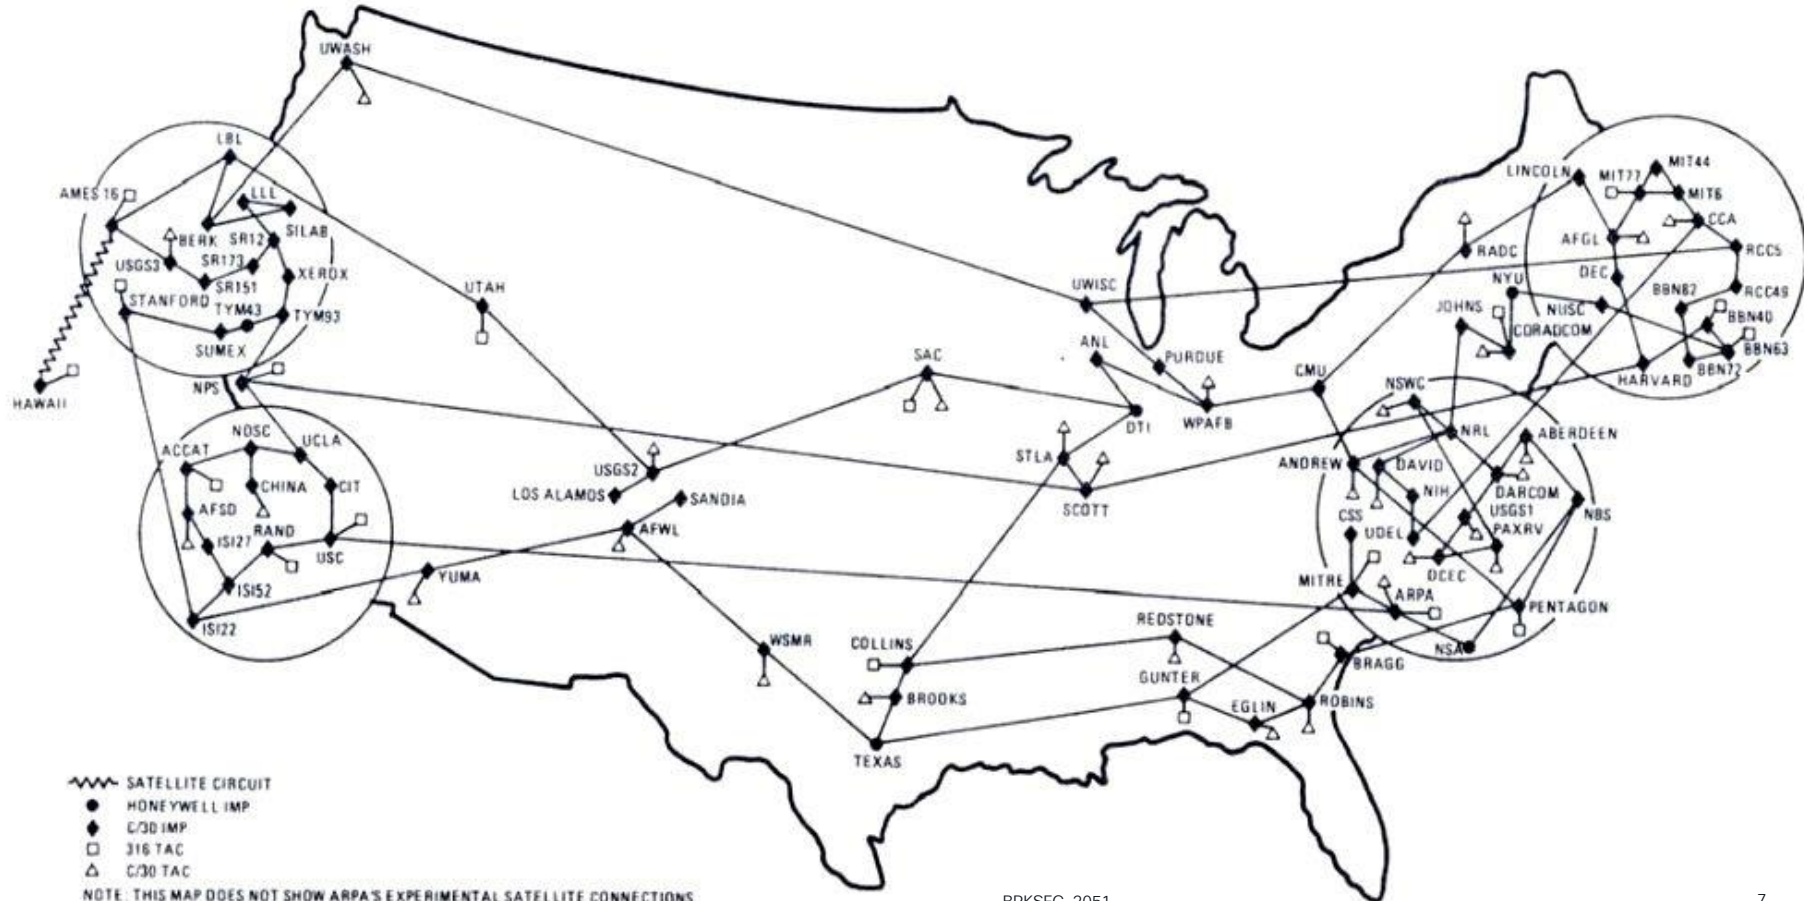 UWASH
LBL
AMES 16
LLL
BERK
SR12
SILAB
USGS3
SR173
XEROX
SR151
STANFORD
TYM43
TYM93
SUMEX
NPS
HAWAII
UTAH
UWISC
ANL
PURDUE
SAC
CMU
WPAFB
DTI
STLA
USGS2
LOS ALAMOS
SANDIA
SCOTT
AFWL
ACCAT
NOSC
UCLA
CHINA
CIT
AFSD
RAND
ISI27
USC
ISI52
ISI22
YUMA
WSMR
COLLINS
BROOKS
TEXAS
REDSTONE
GUNTER
EGLIN
ROBINS
BRAGG
LINCOLN
MIT77
MIT44
MIT6
CCA
AFGL
RCC5
RADC
DEC
NYU
RCC49
BBN82
JOHNS
NUSC
BBN40
CORADCOM
BBN63
BBN72
HARVARD
NSWC
NRL
ABERDEEN
ANDREW
DAVID
DARCOM
NIH
USGS1
NBS
CSS
UDEL
PAXRV
DCEC
MITRE
ARPA
PENTAGON
NSA
SATELLITE CIRCUIT
HONEYWELL IMP
C/30 IMP
316 TAC
C/30 TAC
NOTE: THIS MAP DOES NOT SHOW ARPA'S EXPERIMENTAL SATELLITE CONNECTIONS
7